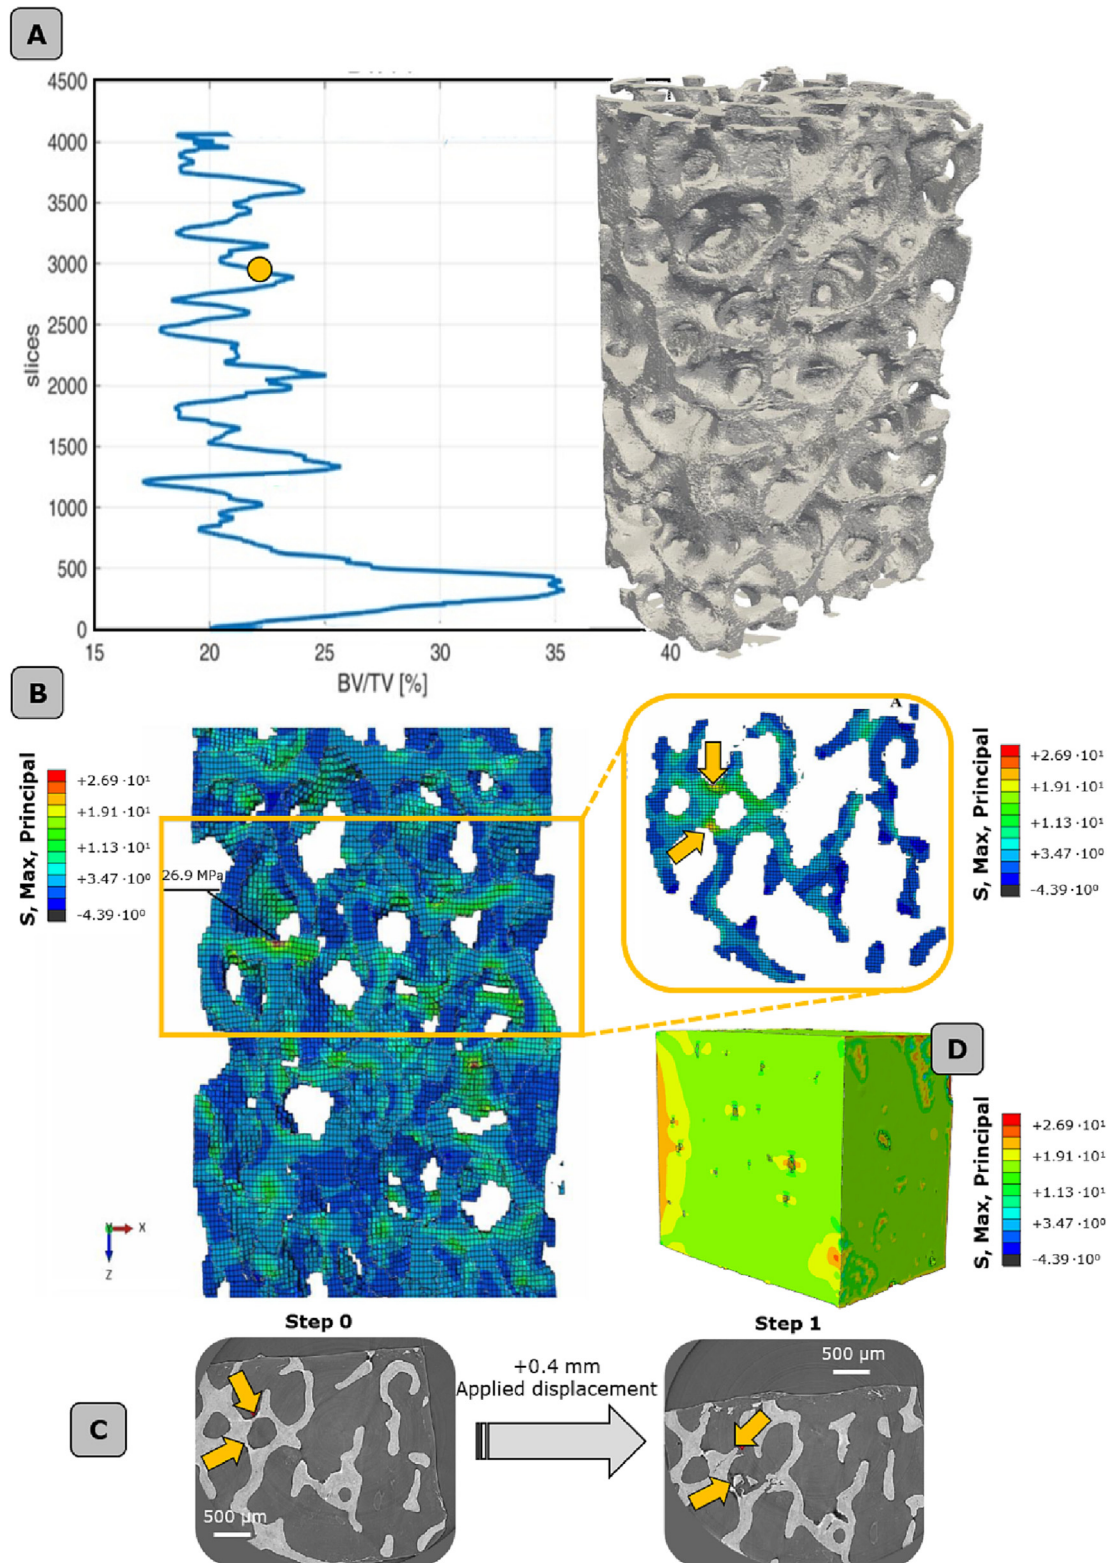 A
4500
4000
3500
3000
2500
2000
1500
1000
500
0
slices
15
20
25
30
35
40
BV/TV [%]
B
S, Max, Principal
+2.69 ·10¹
+1.91 ·10¹
+1.13 ·10¹
+3.47 ·10⁰
-4.39 ·10⁰
26.9 MPa
X
Z
A
S, Max, Principal
+2.69 ·10¹
+1.91 ·10¹
+1.13 ·10¹
+3.47 ·10⁰
-4.39 ·10⁰
D
S, Max, Principal
+2.69 ·10¹
+1.91 ·10¹
+1.13 ·10¹
+3.47 ·10⁰
-4.39 ·10⁰
C
Step 0
500 µm
+0.4 mm
Applied displacement
Step 1
500 µm